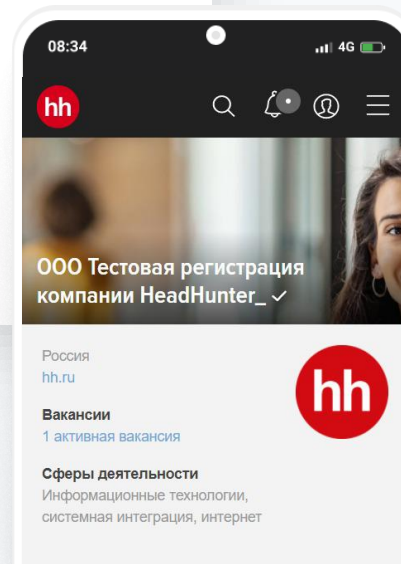 08:34
4G
hh
ООО Тестовая регистрация
компании HeadHunter_
Россия
hh.ru
hh
Вакансии
1 активная вакансия
Сферы деятельности
Информационные технологии,
системная интеграция, интернет